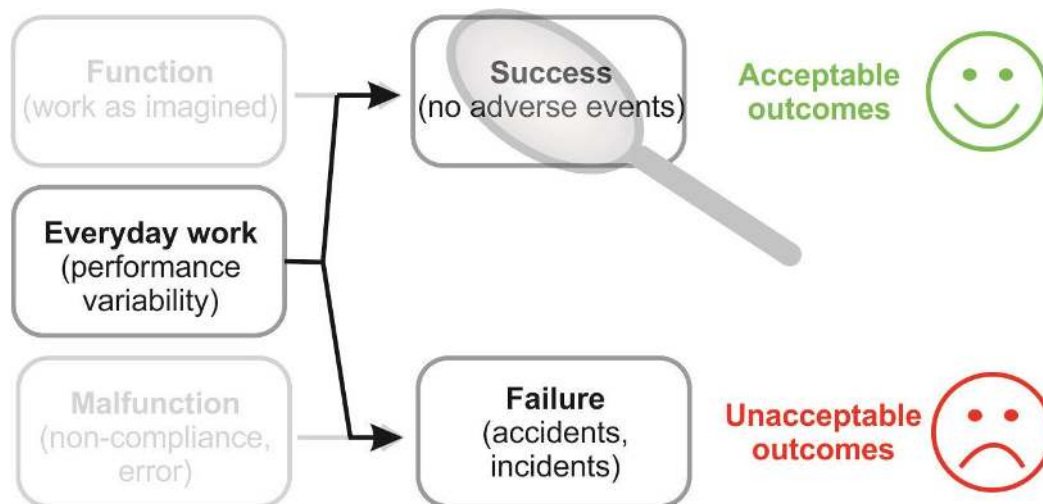 Function
(work as imagined)
Success
(no adverse events)
Acceptable
outcomes
Everyday work
(performance
variability)
Malfunction
(non-compliance,
error)
Failure
(accidents,
incidents)
Unacceptable
outcomes